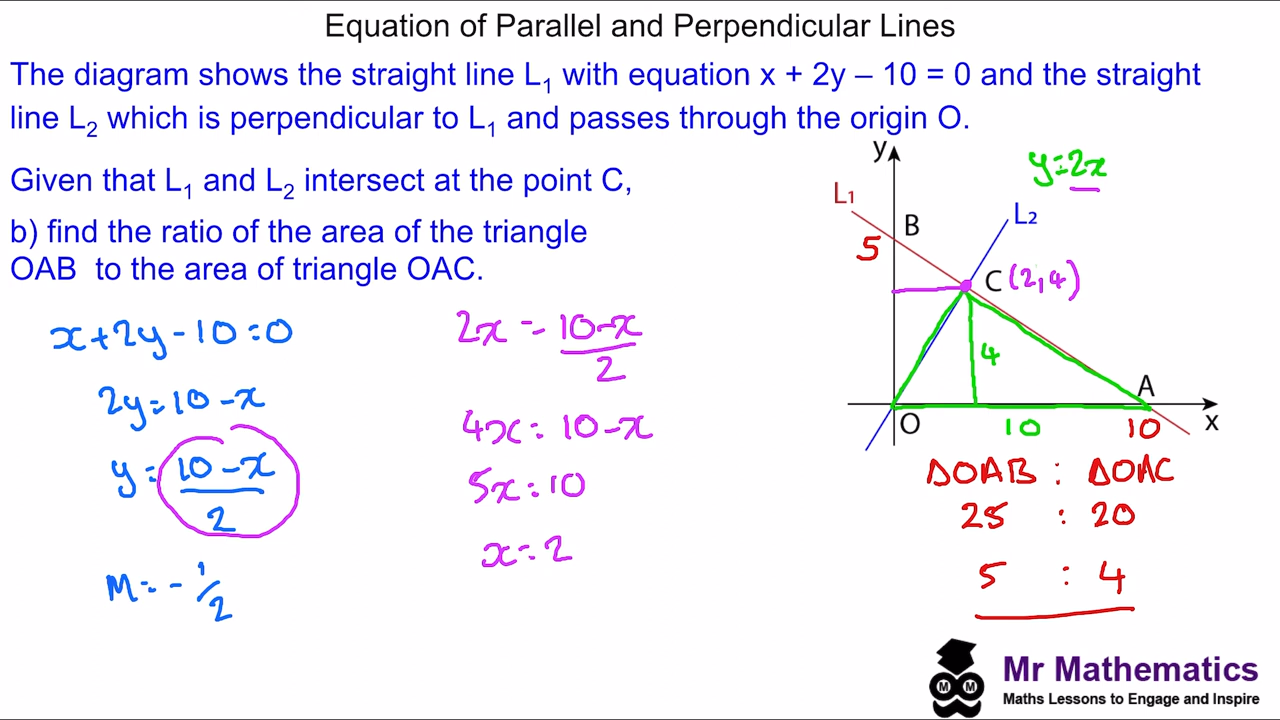 Equation of Parallel and Perpendicular Lines
The diagram shows the straight line L₁ with equation x + 2y – 10 = 0 and the straight
line L₂ which is perpendicular to L₁ and passes through the origin O.
Given that L₁ and L₂ intersect at the point C,
b) find the ratio of the area of the triangle
OAB to the area of triangle OAC.
x+2y-10=0
2y=10-x
y=10-x
2
M=-1/2
2x=10-x
2
4x=10-x
5x=10
x=2
y
y=2x
L₁
L₂
B
5
C (2,4)
4
A
O
10
10
x
ΔOAB : ΔOAC
25 : 20
5 : 4
M M
Mr Mathematics
Maths Lessons to Engage and Inspire